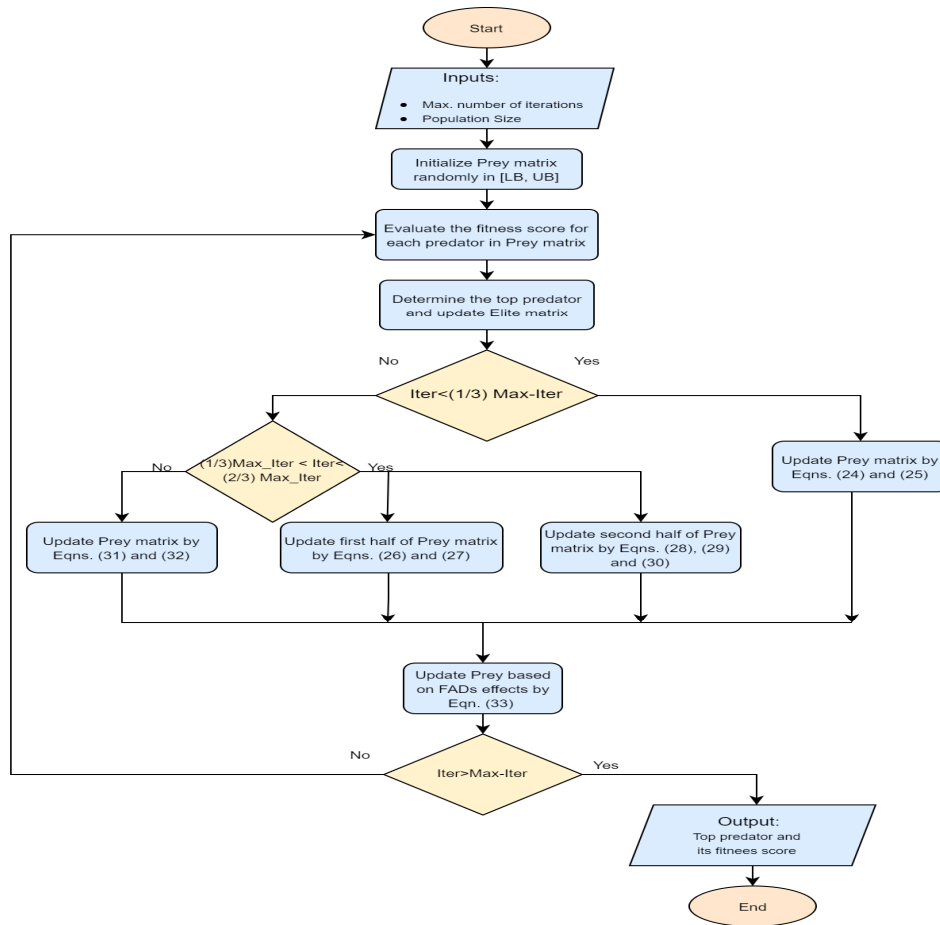 Start
Inputs:
• Max. number of iterations
• Population Size
Initialize Prey matrix
randomly in [LB, UB]
Evaluate the fitness score for
each predator in Prey matrix
Determine the top predator
and update Elite matrix
No
Yes
Iter<(1/3) Max-Iter
No
(1/3)Max_Iter < Iter<
(2/3) Max_Iter
Yes
Update Prey matrix by
Eqns. (24) and (25)
Update Prey matrix by
Eqns. (31) and (32)
Update first half of Prey matrix
by Eqns. (26) and (27)
Update second half of Prey
matrix by Eqns. (28), (29)
and (30)
Update Prey based
on FADs effects by
Eqn. (33)
No
Iter>Max-Iter
Yes
Output:
Top predator and
its fitnees score
End